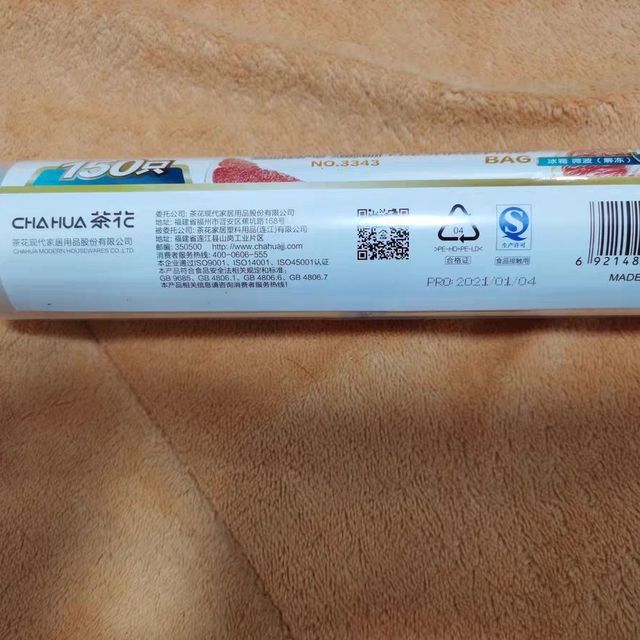 150只
NO.3343
BAG
冰霜 微波（解冻）
CHAHUA 茶花
茶花现代家居用品股份有限公司
CHAHUA MODERN HOUSEWARES CO.,LTD
委托公司: 茶花现代家居用品股份有限公司
地址: 福建省福州市晋安区蕉坑路168号
被委托公司: 茶花家居塑料用品(连江)有限公司
地址: 福建省连江县山岗工业片区
邮编: 350500 http://www.chahuajj.com
消费者服务热线: 400-0606-555
本企业通过ISO9001、ISO14001、ISO45001认证
本产品符合食品安全法相关规定和标准:
GB 9685、GB 4806.1、GB 4806.6、GB 4806.7
本产品相关信息请咨询消费者服务热线!
04
>PE-HD+PE-LD<
合格证
生产许可
食品接触用
PRO:2021/01/04
6 92148
MADE